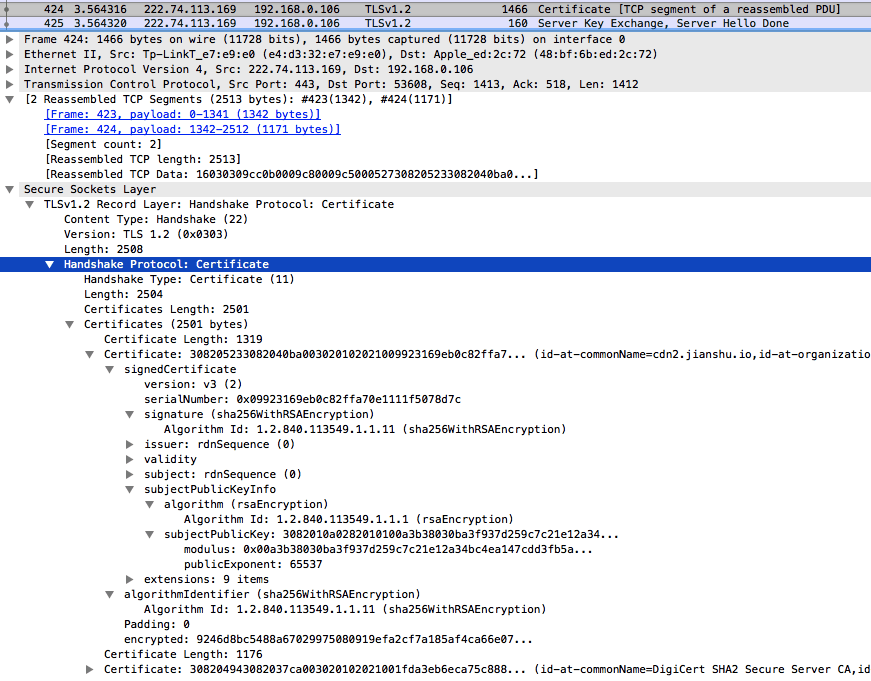 424 3.564316 222.74.113.169 192.168.0.106 TLSv1.2 1466 Certificate [TCP segment of a reassembled PDU]
425 3.564320 222.74.113.169 192.168.0.106 TLSv1.2 160 Server Key Exchange, Server Hello Done
Frame 424: 1466 bytes on wire (11728 bits), 1466 bytes captured (11728 bits) on interface 0
Ethernet II, Src: Tp-LinkT_e7:e9:e0 (e4:d3:32:e7:e9:e0), Dst: Apple_ed:2c:72 (48:bf:6b:ed:2c:72)
Internet Protocol Version 4, Src: 222.74.113.169, Dst: 192.168.0.106
Transmission Control Protocol, Src Port: 443, Dst Port: 53608, Seq: 1413, Ack: 518, Len: 1412
[2 Reassembled TCP Segments (2513 bytes): #423(1342), #424(1171)]
[Frame: 423, payload: 0-1341 (1342 bytes)]
[Frame: 424, payload: 1342-2512 (1171 bytes)]
[Segment count: 2]
[Reassembled TCP length: 2513]
[Reassembled TCP Data: 16030309cc0b0009c80009c5000527308205233082040ba0...]
Secure Sockets Layer
TLSv1.2 Record Layer: Handshake Protocol: Certificate
Content Type: Handshake (22)
Version: TLS 1.2 (0x0303)
Length: 2508
Handshake Protocol: Certificate
Handshake Type: Certificate (11)
Length: 2504
Certificates Length: 2501
Certificates (2501 bytes)
Certificate Length: 1319
Certificate: 308205233082040ba003020102021009923169eb0c82ffa7... (id-at-commonName=cdn2.jianshu.io,id-at-organizatio
signedCertificate
version: v3 (2)
serialNumber: 0x09923169eb0c82ffa70e1111f5078d7c
signature (sha256WithRSAEncryption)
Algorithm Id: 1.2.840.113549.1.1.11 (sha256WithRSAEncryption)
issuer: rdnSequence (0)
validity
subject: rdnSequence (0)
subjectPublicKeyInfo
algorithm (rsaEncryption)
Algorithm Id: 1.2.840.113549.1.1.1 (rsaEncryption)
subjectPublicKey: 3082010a0282010100a3b38030ba3f937d259c7c21e12a34...
modulus: 0x00a3b38030ba3f937d259c7c21e12a34bc4ea147cdd3fb5a...
publicExponent: 65537
extensions: 9 items
algorithmIdentifier (sha256WithRSAEncryption)
Algorithm Id: 1.2.840.113549.1.1.11 (sha256WithRSAEncryption)
Padding: 0
encrypted: 9246d8bc5488a67029975080919efa2cf7a185af4ca66e07...
Certificate Length: 1176
Certificate: 308204943082037ca003020102021001fda3eb6eca75c888... (id-at-commonName=DigiCert SHA2 Secure Server CA,id